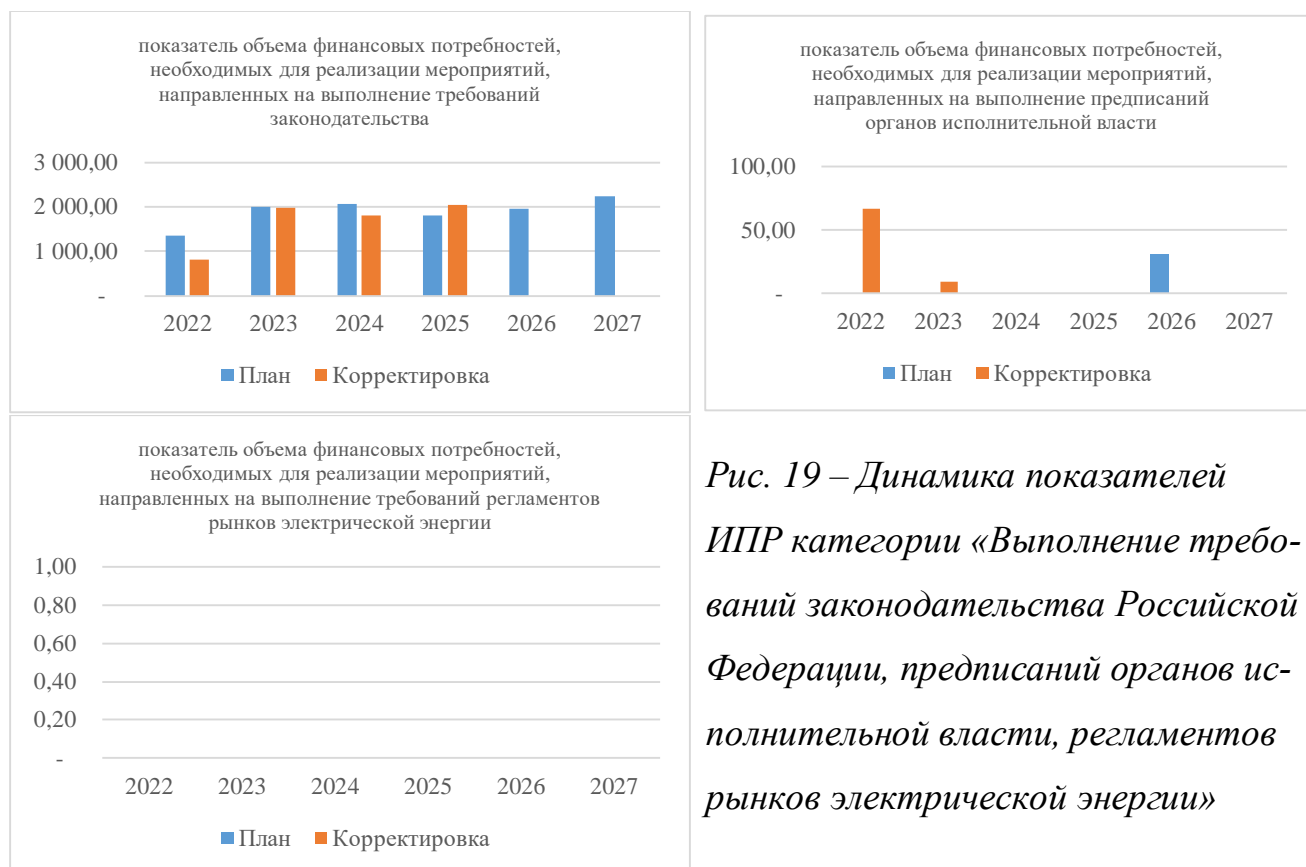 показатель объема финансовых потребностей,
необходимых для реализации мероприятий,
направленных на выполнение требований
законодательства
3 000,00
2 000,00
1 000,00
-
2022 2023 2024 2025 2026 2027
План Корректировка
показатель объема финансовых потребностей,
необходимых для реализации мероприятий,
направленных на выполнение предписаний
органов исполнительной власти
100,00
50,00
-
2022 2023 2024 2025 2026 2027
План Корректировка
показатель объема финансовых потребностей,
необходимых для реализации мероприятий,
направленных на выполнение требований регламентов
рынков электрической энергии
1,00
0,80
0,60
0,40
0,20
-
2022 2023 2024 2025 2026 2027
План Корректировка
Рис. 19 – Динамика показателей
ИПР категории «Выполнение требо-
ваний законодательства Российской
Федерации, предписаний органов ис-
полнительной власти, регламентов
рынков электрической энергии»